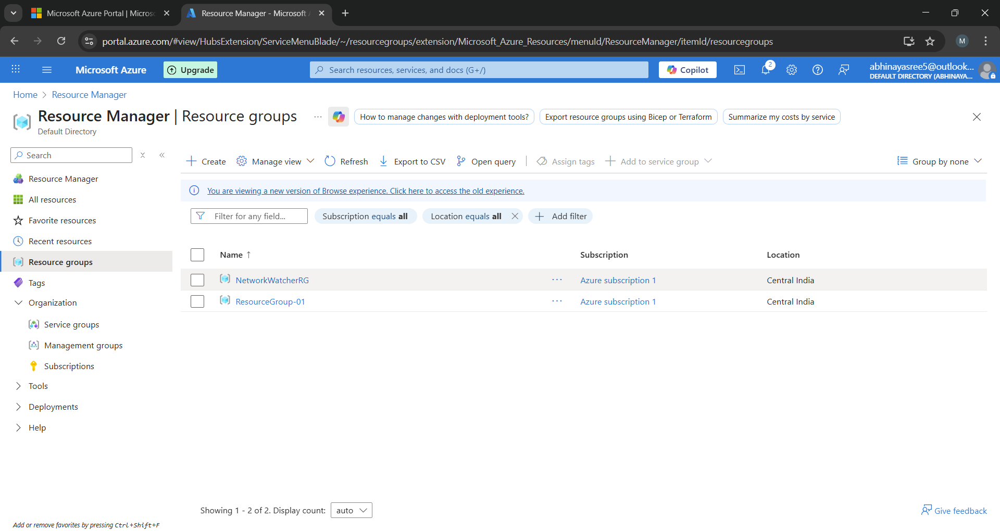 Microsoft Azure Portal | Micros
Resource Manager - Microsoft
portal.azure.com/#view/HubsExtension/ServiceMenuBlade/~/resourcegroups/extension/Microsoft_Azure_Resources/menuId/ResourceManager/itemId/resourcegroups
M
Microsoft Azure
Upgrade
Search resources, services, and docs (G+/)
Copilot
2
abhinayasree5@outlook...
DEFAULT DIRECTORY (ABHINAYA...
Home > Resource Manager
Resource Manager | Resource groups
...
How to manage changes with deployment tools?
Export resource groups using Bicep or Terraform
Summarize my costs by service
Default Directory
Search
Create
Manage view
Refresh
Export to CSV
Open query
Assign tags
Add to service group
Group by none
Resource Manager
All resources
Favorite resources
Recent resources
Resource groups
Tags
Organization
Service groups
Management groups
Subscriptions
Tools
Deployments
Help
You are viewing a new version of Browse experience. Click here to access the old experience.
Filter for any field...
Subscription equals all
Location equals all
Add filter
Name ↑ Subscription Location
NetworkWatcherRG ... Azure subscription 1 Central India
ResourceGroup-01 ... Azure subscription 1 Central India
Showing 1 - 2 of 2. Display count: auto
Give feedback
Add or remove favorites by pressing Ctrl+Shift+F